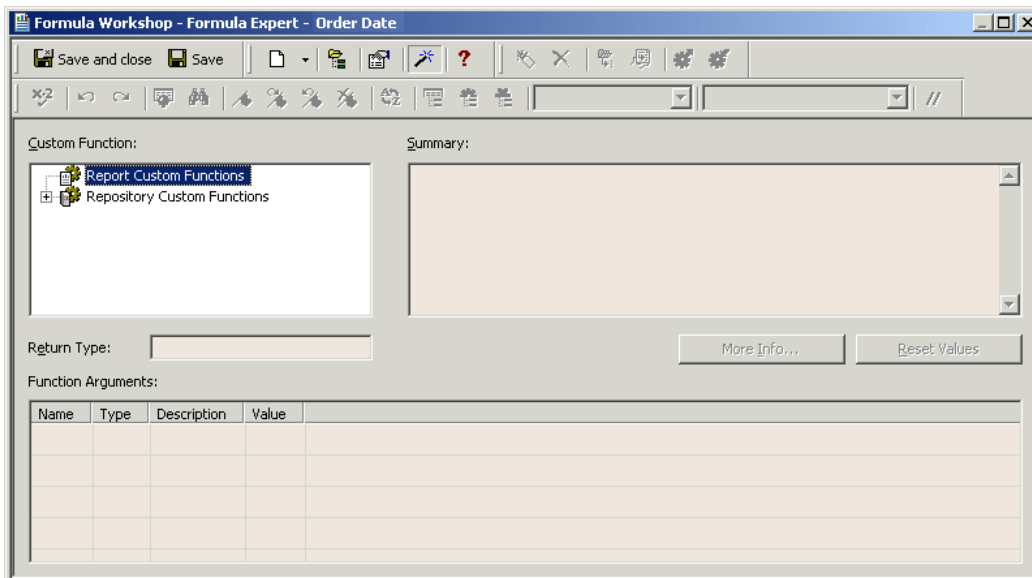 Formula Workshop - Formula Expert - Order Date
Save and close Save ?
x+2 //
Custom Function: Summary:
Report Custom Functions
Repository Custom Functions
Return Type:
More Info... Reset Values
Function Arguments:
Name Type Description Value